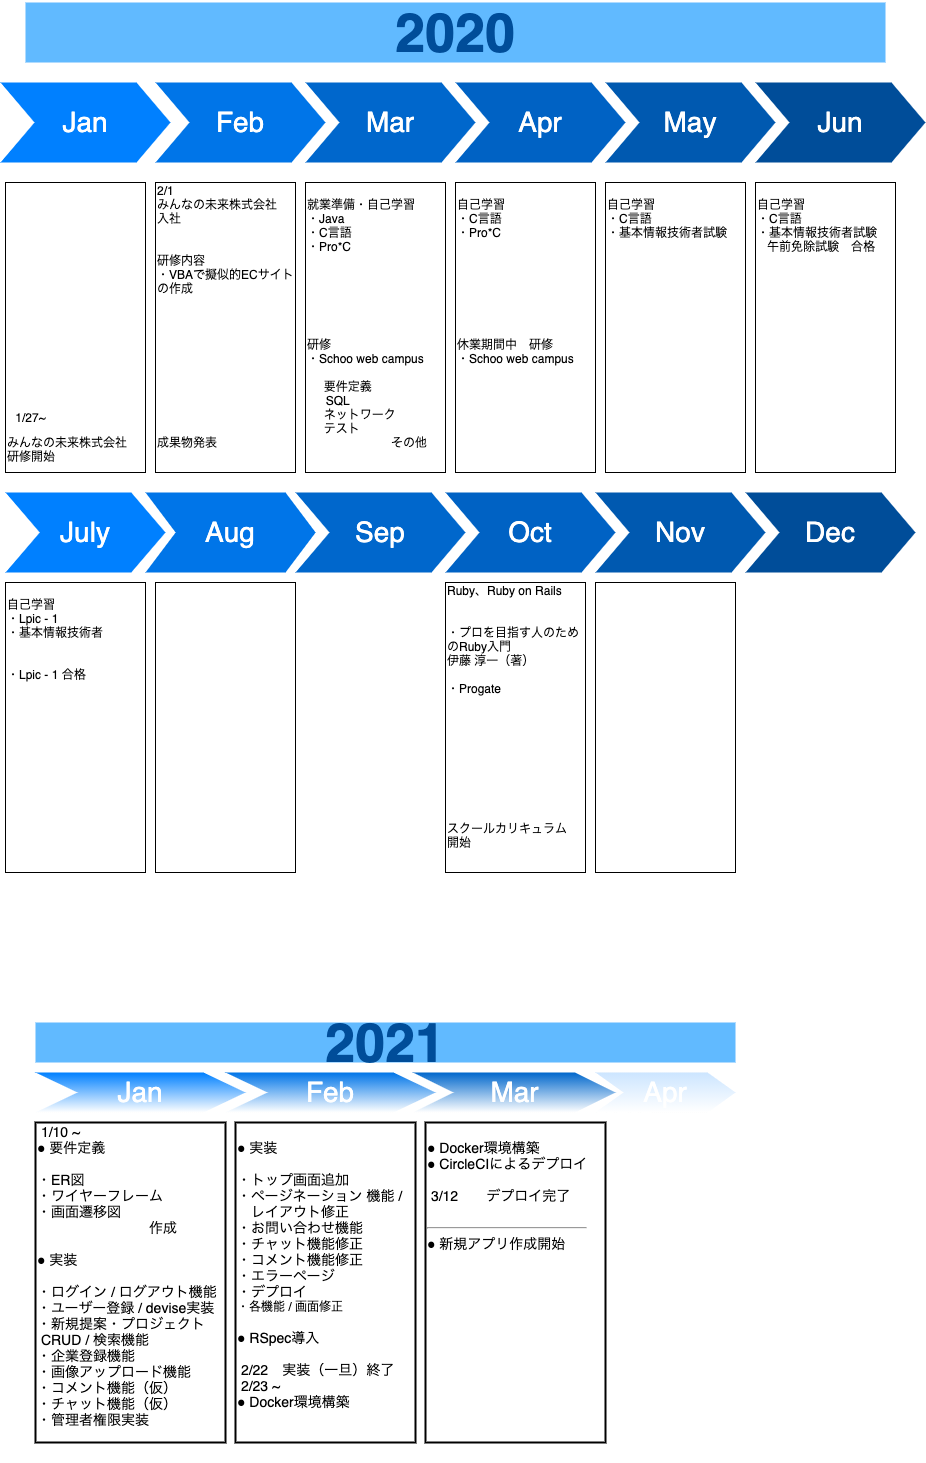 2020
Jan
Feb
Mar
Apr
May
Jun
1/27~
みんなの未来株式会社
研修開始
2/1
みんなの未来株式会社
入社
研修内容
・VBAで擬似的ECサイト
の作成
成果物発表
就業準備・自己学習
・Java
・C言語
・Pro*C
研修
・Schoo web campus
要件定義
SQL
ネットワーク
テスト
その他
自己学習
・C言語
・Pro*C
休業期間中　研修
・Schoo web campus
自己学習
・C言語
・基本情報技術者試験
自己学習
・C言語
・基本情報技術者試験
午前免除試験　合格
July
Aug
Sep
Oct
Nov
Dec
自己学習
・Lpic - 1
・基本情報技術者
・Lpic - 1 合格
Ruby、Ruby on Rails
・プロを目指す人のため
のRuby入門
伊藤 淳一（著）
・Progate
スクールカリキュラム
開始
2021
Jan
Feb
Mar
Apr
1/10 ~
● 要件定義
・ER図
・ワイヤーフレーム
・画面遷移図
作成
● 実装
・ログイン / ログアウト機能
・ユーザー登録 / devise実装
・新規提案・プロジェクト
CRUD / 検索機能
・企業登録機能
・画像アップロード機能
・コメント機能（仮）
・チャット機能（仮）
・管理者権限実装
● 実装
・トップ画面追加
・ページネーション 機能 /
レイアウト修正
・お問い合わせ機能
・チャット機能修正
・コメント機能修正
・エラーページ
・デプロイ
・各機能 / 画面修正
● RSpec導入
2/22　実装（一旦）終了
2/23 ~
● Docker環境構築
● Docker環境構築
● CircleCIによるデプロイ
3/12　　デプロイ完了
● 新規アプリ作成開始